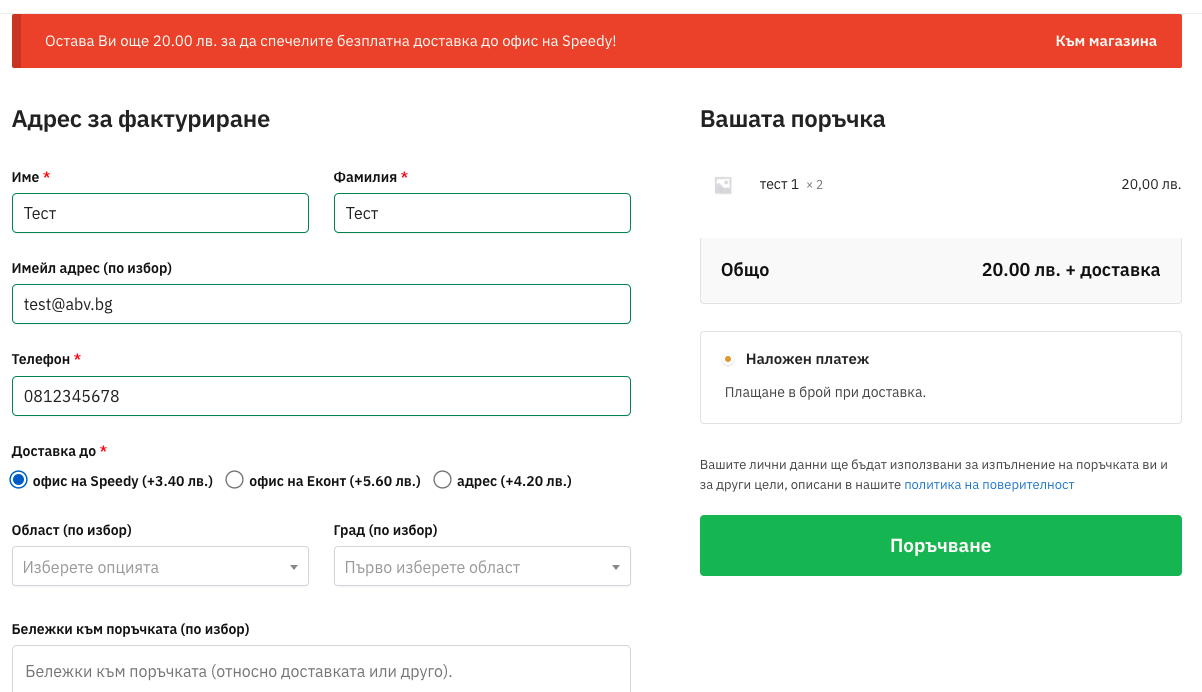 Остава Ви още 20.00 лв. за да спечелите безплатна доставка до офис на Speedy! Към магазина
Адрес за фактуриране
Име *
Фамилия *
Тест
Тест
Имейл адрес (по избор)
test@abv.bg
Телефон *
0812345678
Доставка до *
офис на Speedy (+3.40 лв.) офис на Еконт (+5.60 лв.) адрес (+4.20 лв.)
Област (по избор)
Град (по избор)
Изберете опцията
Първо изберете област
Бележки към поръчката (по избор)
Бележки към поръчката (относно доставката или друго).
Вашата поръчка
тест 1 × 2 20,00 лв.
Общо 20.00 лв. + доставка
Наложен платеж
Плащане в брой при доставка.
Вашите лични данни ще бъдат използвани за изпълнение на поръчката ви и
за други цели, описани в нашите политика на поверителност
Поръчване